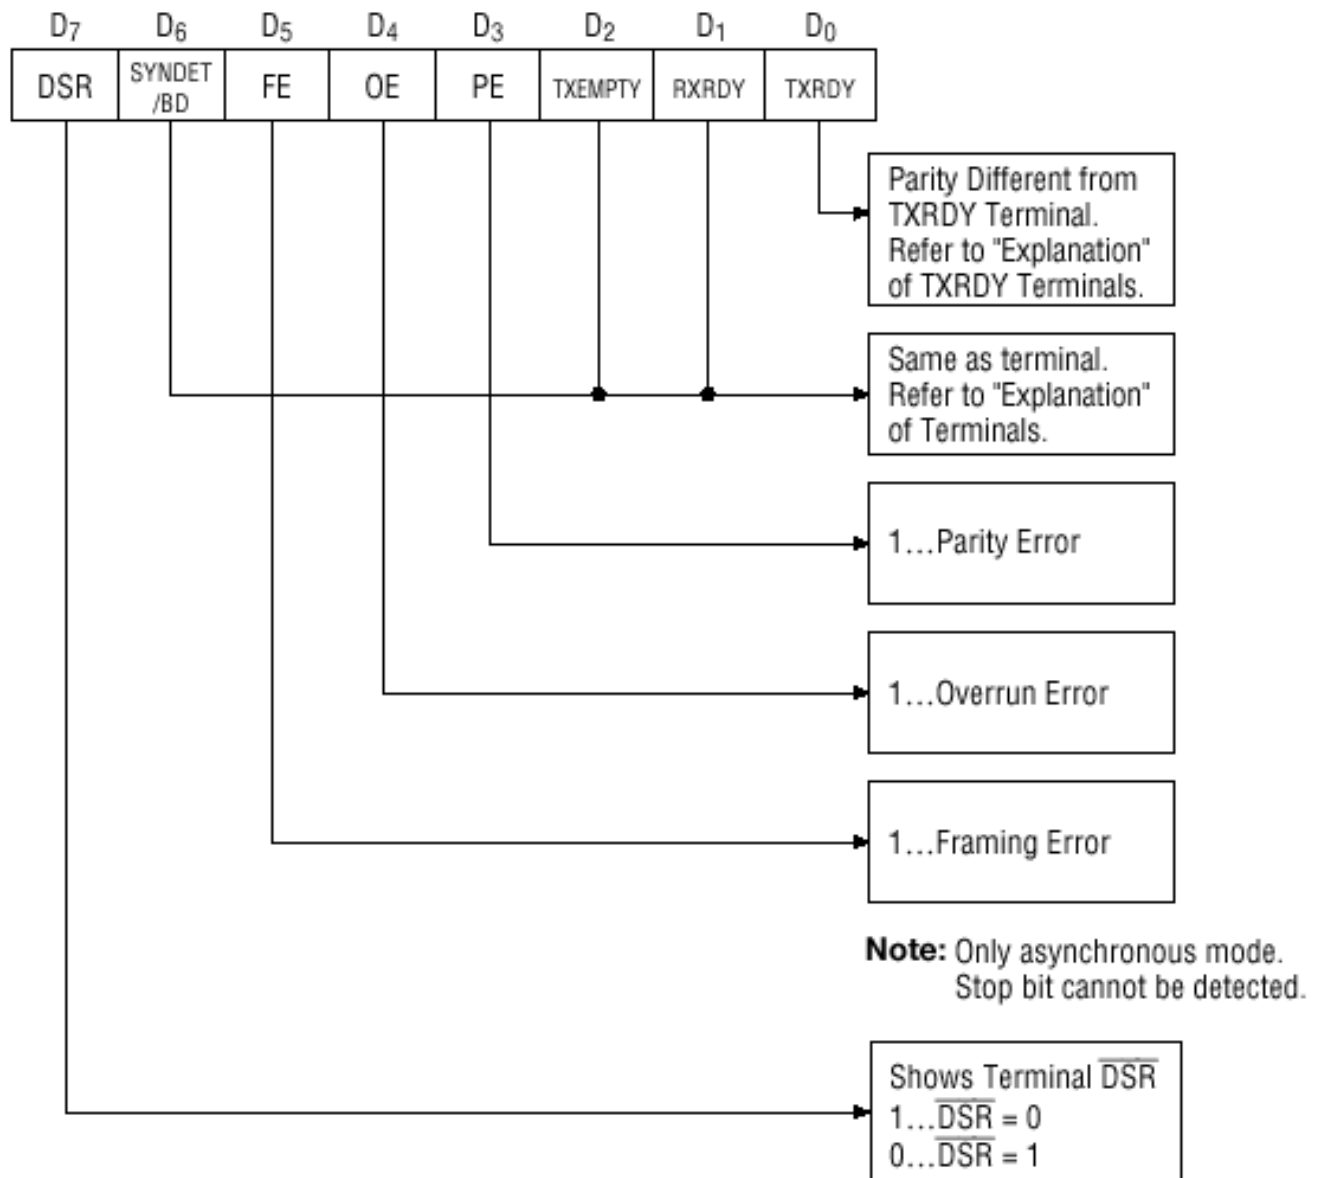 D7 D6 D5 D4 D3 D2 D1 D0
DSR SYNDET /BD FE OE PE TXEMPTY RXRDY TXRDY
Parity Different from
TXRDY Terminal.
Refer to "Explanation"
of TXRDY Terminals.
Same as terminal.
Refer to "Explanation"
of Terminals.
1...Parity Error
1...Overrun Error
1...Framing Error
Note: Only asynchronous mode.
Stop bit cannot be detected.
Shows Terminal D̅S̅R̅
1...D̅S̅R̅ = 0
0...D̅S̅R̅ = 1